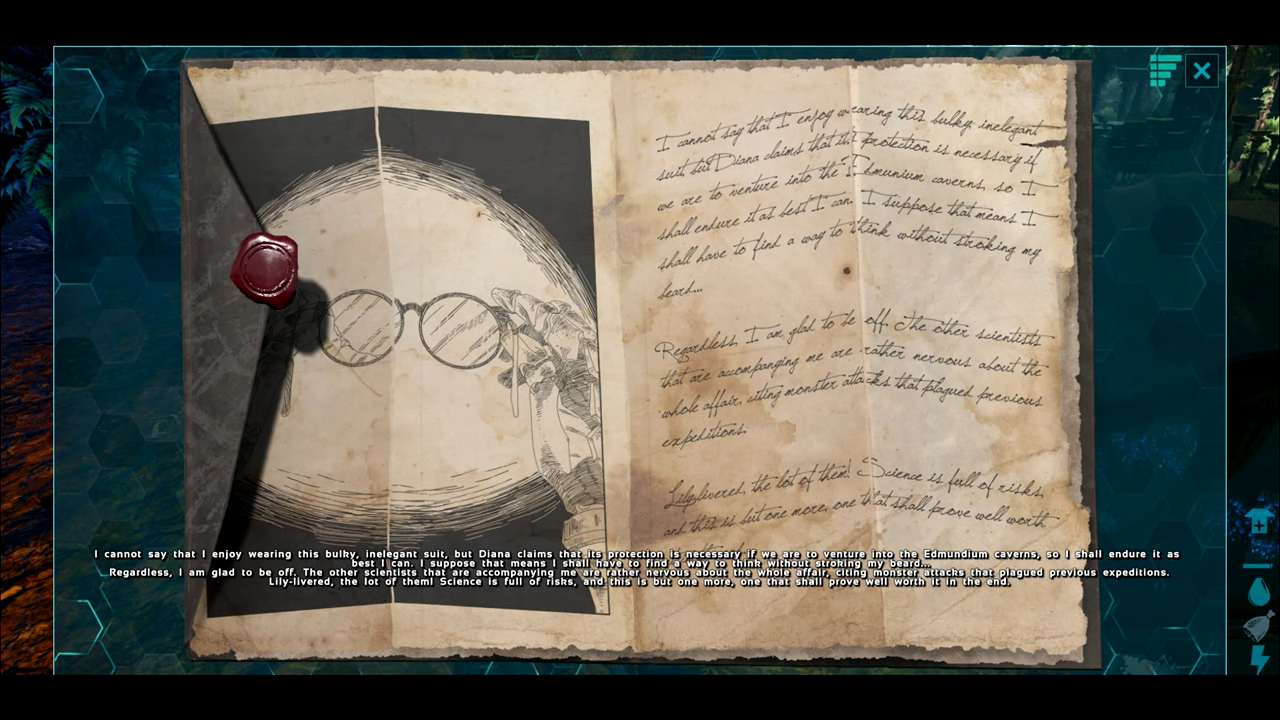 I cannot say that I enjoy wearing this bulky, inelegant
suit, but Diana claims that its protection is necessary if
we are to venture into the Edmunium caverns, so I
shall endure it as best I can. I suppose that means I
shall have to find a way to think without stroking my
beard...
Regardless, I am glad to be off. The other scientists
that are accompanying me are rather nervous about the
whole affair, citing monster attacks that plagued previous
expeditions.
Lily-livered, the lot of them! Science is full of risks,
and this is but one more, one that shall prove well worth
I cannot say that I enjoy wearing this bulky, inelegant suit, but Diana claims that its protection is necessary if we are to venture into the Edmundium caverns, so I shall endure it as
best I can. I suppose that means I shall have to find a way to think without stroking my beard...
Regardless, I am glad to be off. The other scientists that are accompanying me are rather nervous about the whole affair, citing monster attacks that plagued previous expeditions.
Lily-livered, the lot of them! Science is full of risks, and this is but one more, one that shall prove well worth it in the end.